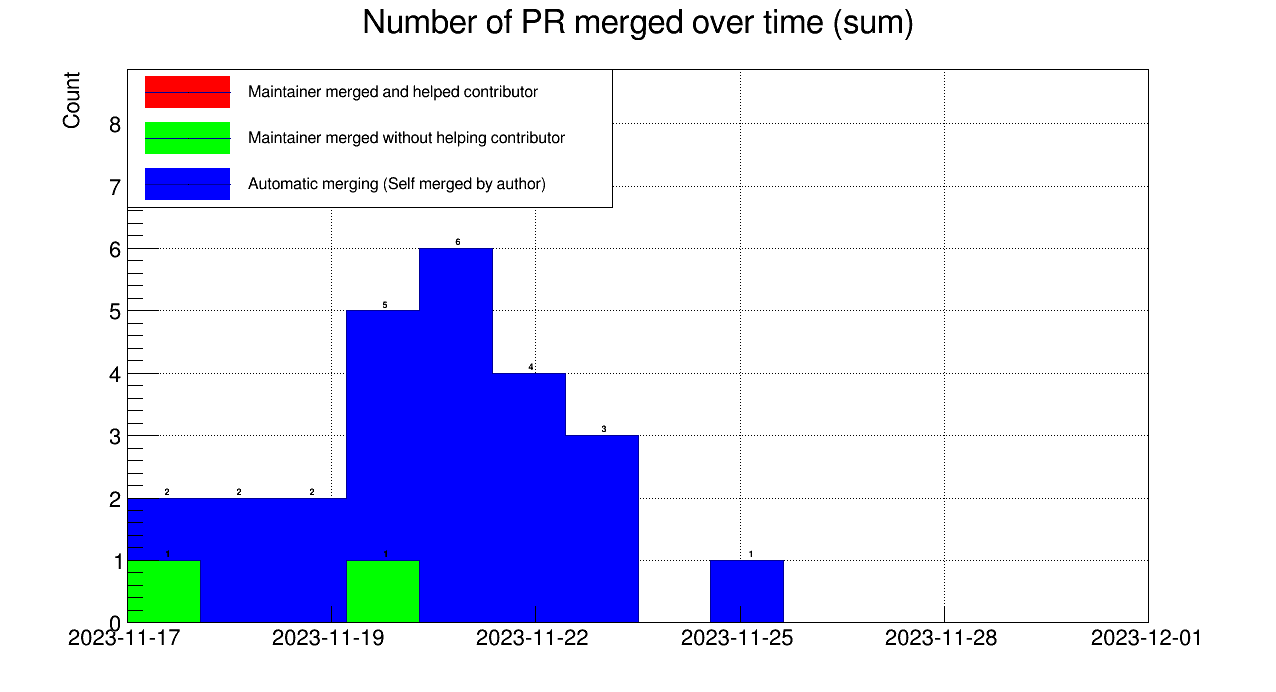 Number of PR merged over time (sum)
Count
Maintainer merged and helped contributor
Maintainer merged without helping contributor
Automatic merging (Self merged by author)
8
7
6
5
4
3
2
1
0
6
5
4
3
2 2 2
1 1 1
2023-11-17 2023-11-19 2023-11-22 2023-11-25 2023-11-28 2023-12-01